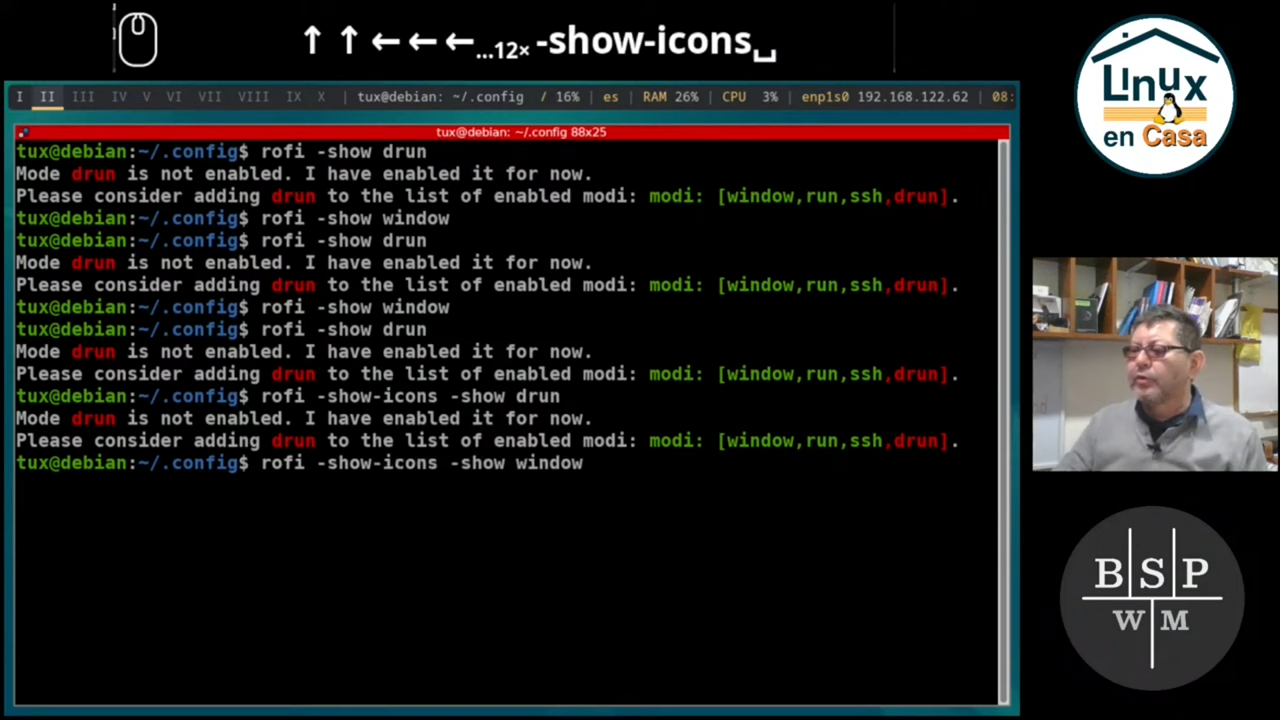 ↑ ↑ ← ← ← ...12× -show-icons␣
Linux
en Casa
I II III IV V VI VII VIII IX X | tux@debian: ~/.config / 16% | es | RAM 26% | CPU 3% | enp1s0 192.168.122.62 | 08:
tux@debian: ~/.config 88x25
tux@debian:~/.config$ rofi -show drun
Mode drun is not enabled. I have enabled it for now.
Please consider adding drun to the list of enabled modi: modi: [window,run,ssh,drun].
tux@debian:~/.config$ rofi -show window
tux@debian:~/.config$ rofi -show drun
Mode drun is not enabled. I have enabled it for now.
Please consider adding drun to the list of enabled modi: modi: [window,run,ssh,drun].
tux@debian:~/.config$ rofi -show window
tux@debian:~/.config$ rofi -show drun
Mode drun is not enabled. I have enabled it for now.
Please consider adding drun to the list of enabled modi: modi: [window,run,ssh,drun].
tux@debian:~/.config$ rofi -show-icons -show drun
Mode drun is not enabled. I have enabled it for now.
Please consider adding drun to the list of enabled modi: modi: [window,run,ssh,drun].
tux@debian:~/.config$ rofi -show-icons -show window
B S P
W M